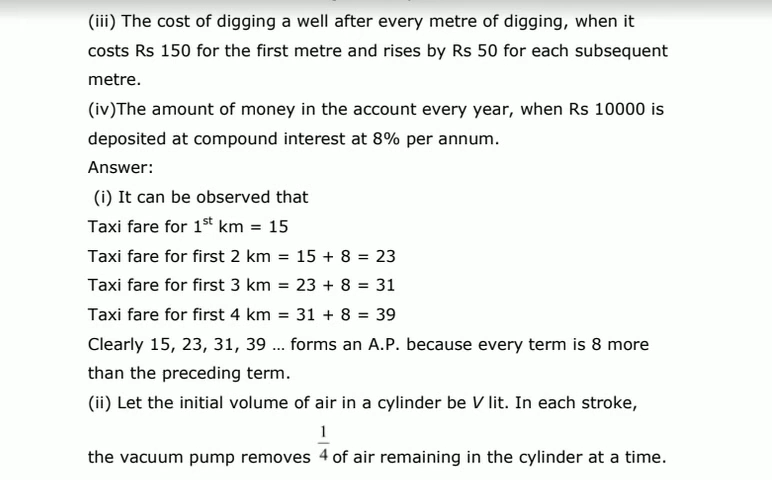 (iii) The cost of digging a well after every metre of digging, when it
costs Rs 150 for the first metre and rises by Rs 50 for each subsequent
metre.
(iv)The amount of money in the account every year, when Rs 10000 is
deposited at compound interest at 8% per annum.
Answer:
(i) It can be observed that
Taxi fare for 1st km = 15
Taxi fare for first 2 km = 15 + 8 = 23
Taxi fare for first 3 km = 23 + 8 = 31
Taxi fare for first 4 km = 31 + 8 = 39
Clearly 15, 23, 31, 39 … forms an A.P. because every term is 8 more
than the preceding term.
(ii) Let the initial volume of air in a cylinder be V lit. In each stroke,
the vacuum pump removes 1/4 of air remaining in the cylinder at a time.